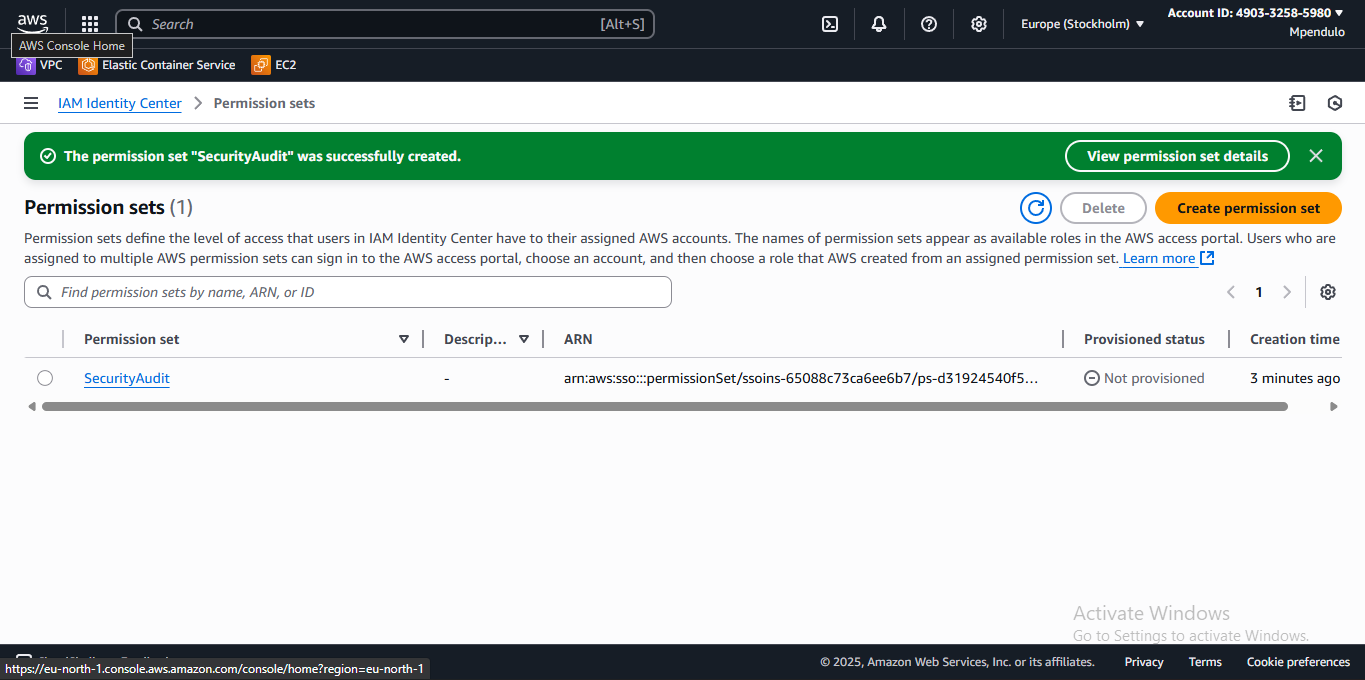 aws
Search [Alt+S]
Europe (Stockholm) ▼
Account ID: 4903-3258-5980 ▼
Mpendulo
AWS Console Home
VPC Elastic Container Service EC2
IAM Identity Center > Permission sets
The permission set "SecurityAudit" was successfully created. View permission set details
Permission sets (1) Delete Create permission set
Permission sets define the level of access that users in IAM Identity Center have to their assigned AWS accounts. The names of permission sets appear as available roles in the AWS access portal. Users who are
assigned to multiple AWS permission sets can sign in to the AWS access portal, choose an account, and then choose a role that AWS created from an assigned permission set. Learn more
Find permission sets by name, ARN, or ID 1
Permission set Descrip... ARN Provisioned status Creation time
SecurityAudit - arn:aws:sso:::permissionSet/ssoins-65088c73ca6ee6b7/ps-d31924540f5... Not provisioned 3 minutes ago
Activate Windows
Go to Settings to activate Windows.
© 2025, Amazon Web Services, Inc. or its affiliates. Privacy Terms Cookie preferences
https://eu-north-1.console.aws.amazon.com/console/home?region=eu-north-1